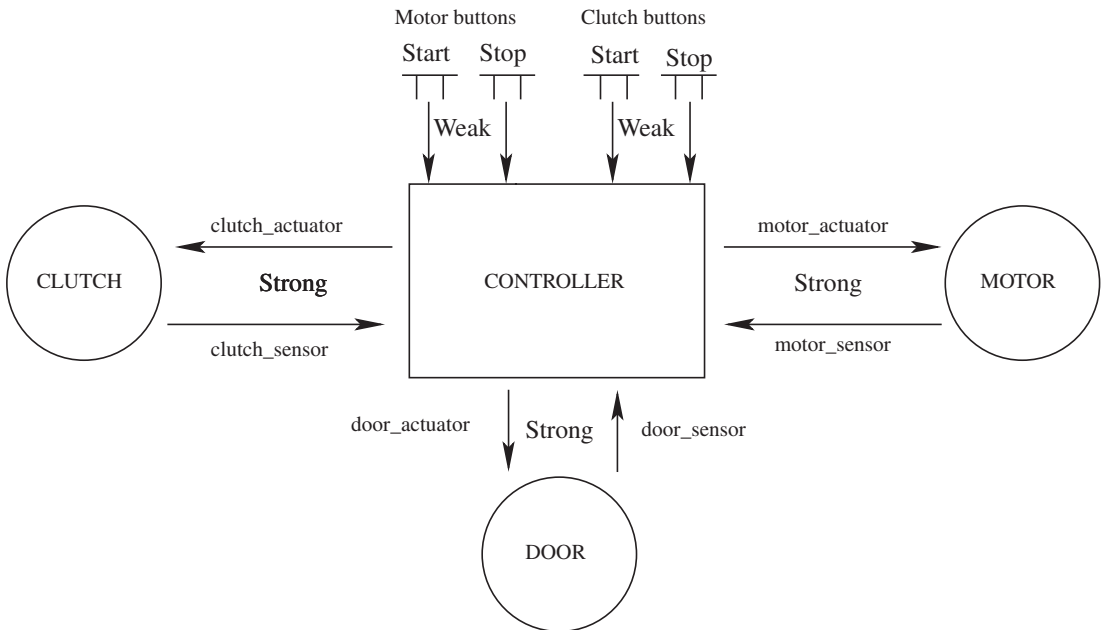 Motor buttons
Clutch buttons
Start
Stop
Start
Stop
Weak
Weak
clutch_actuator
motor_actuator
CLUTCH
Strong
CONTROLLER
Strong
MOTOR
clutch_sensor
motor_sensor
door_actuator
Strong
door_sensor
DOOR